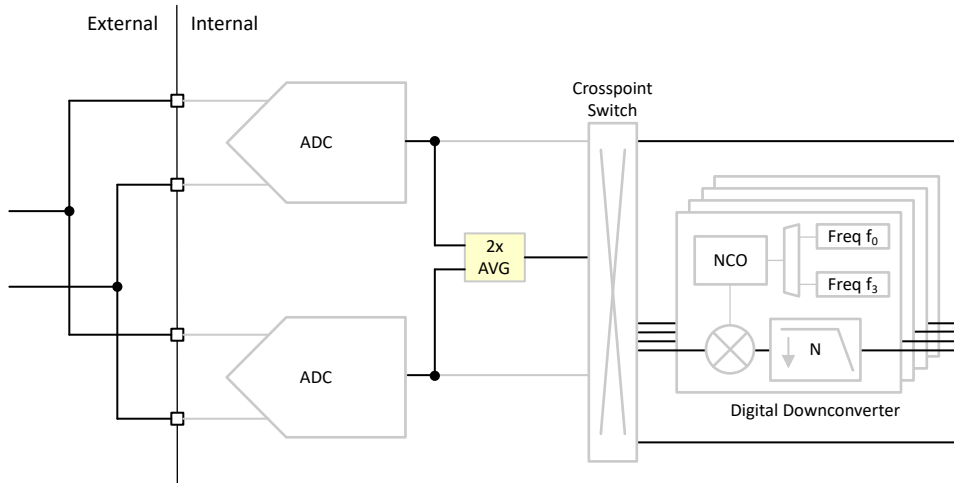 External Internal
Crosspoint
Switch
ADC
2x
AVG
NCO
Freq f0
Freq f3
N
ADC
Digital Downconverter